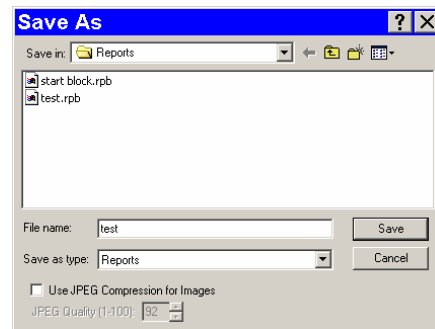 Save As
Save in: Reports
start block.rpb
test.rpb
File name: test Save
Save as type: Reports Cancel
Use JPEG Compression for Images
JPEG Quality (1-100): 92